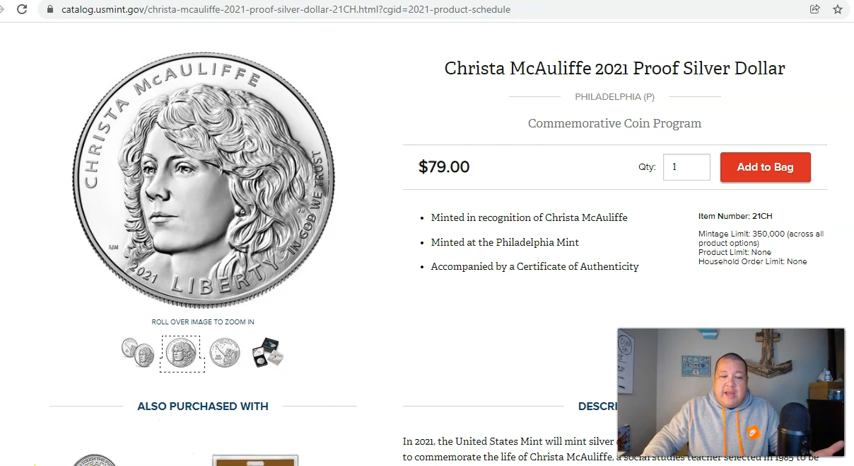 catalog.usmint.gov/christa-mcauliffe-2021-proof-silver-dollar-21CH.html?cgid=2021-product-schedule
CHRISTA McAULIFFE
IN GOD WE TRUST
2021 LIBERTY
ROLL OVER IMAGE TO ZOOM IN
ALSO PURCHASED WITH
Christa McAuliffe 2021 Proof Silver Dollar
PHILADELPHIA (P)
Commemorative Coin Program
$79.00
Qty: 1
Add to Bag
• Minted in recognition of Christa McAuliffe
• Minted at the Philadelphia Mint
• Accompanied by a Certificate of Authenticity
Item Number: 21CH
Mintage Limit: 350,000 (across all
product options)
Product Limit: None
Household Order Limit: None
DESCRI
In 2021, the United States Mint will mint silver
to commemorate the life of Christa McAuliffe, a social studies teacher selected in 1985 to be